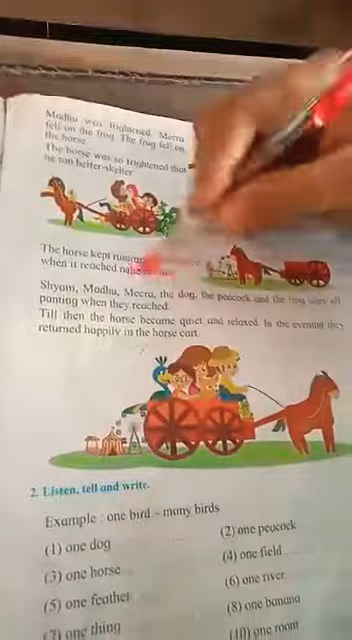 Madhu was frightened. Meera
fell on the frog. The frog fell on
the horse.
The horse was so frightened that
he ran helter-skelter
The horse kept running
when it reached
Shyam, Madhu, Meera, the dog, the peacock and the frog were all
panting when they reached.
Till then the horse became quiet and relaxed. In the evening they
returned happily in the horse cart.
2. Listen, tell and write.
Example : one bird – many birds
(1) one dog
(2) one peacock
(3) one horse
(4) one field
(5) one feather
(6) one river
(7) one thing
(8) one banana
(10) one room